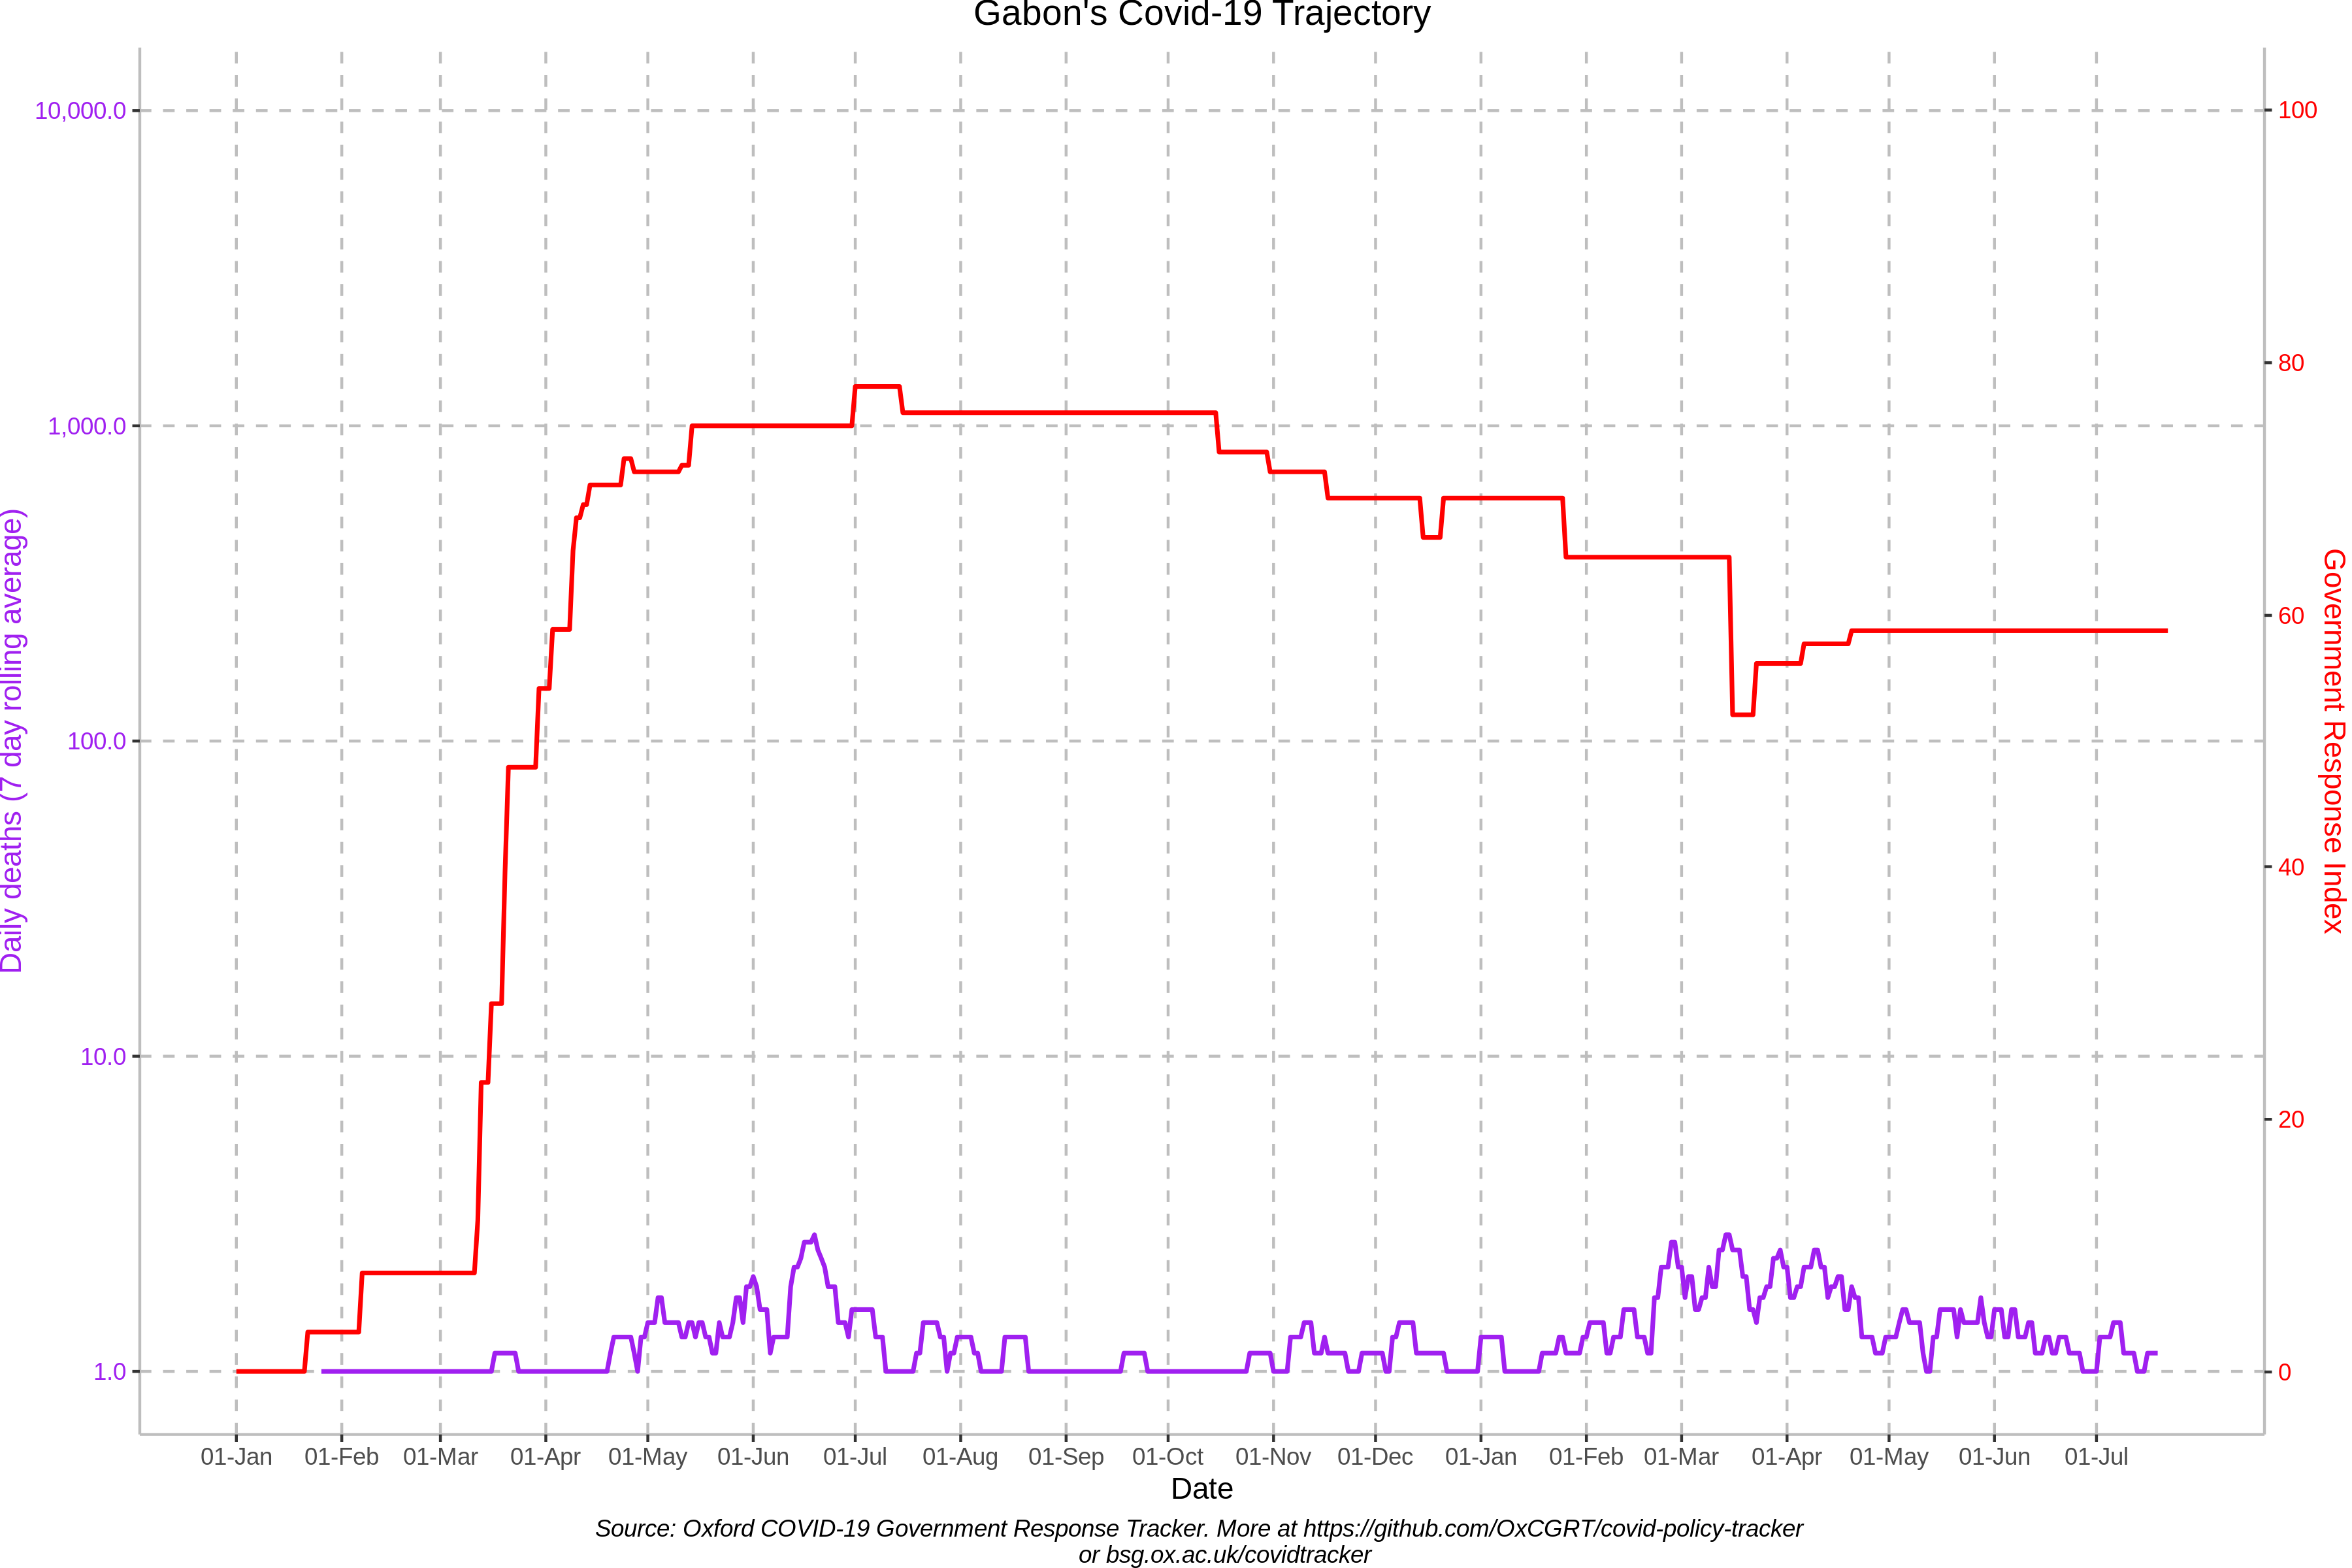 Gabon's Covid-19 Trajectory
10,000.0
1,000.0
100.0
10.0
1.0
Daily deaths (7 day rolling average)
100
80
60
40
20
0
Government Response Index
01-Jan 01-Feb 01-Mar 01-Apr 01-May 01-Jun 01-Jul 01-Aug 01-Sep 01-Oct 01-Nov 01-Dec 01-Jan 01-Feb 01-Mar 01-Apr 01-May 01-Jun 01-Jul
Date
Source: Oxford COVID-19 Government Response Tracker. More at https://github.com/OxCGRT/covid-policy-tracker
or bsg.ox.ac.uk/covidtracker